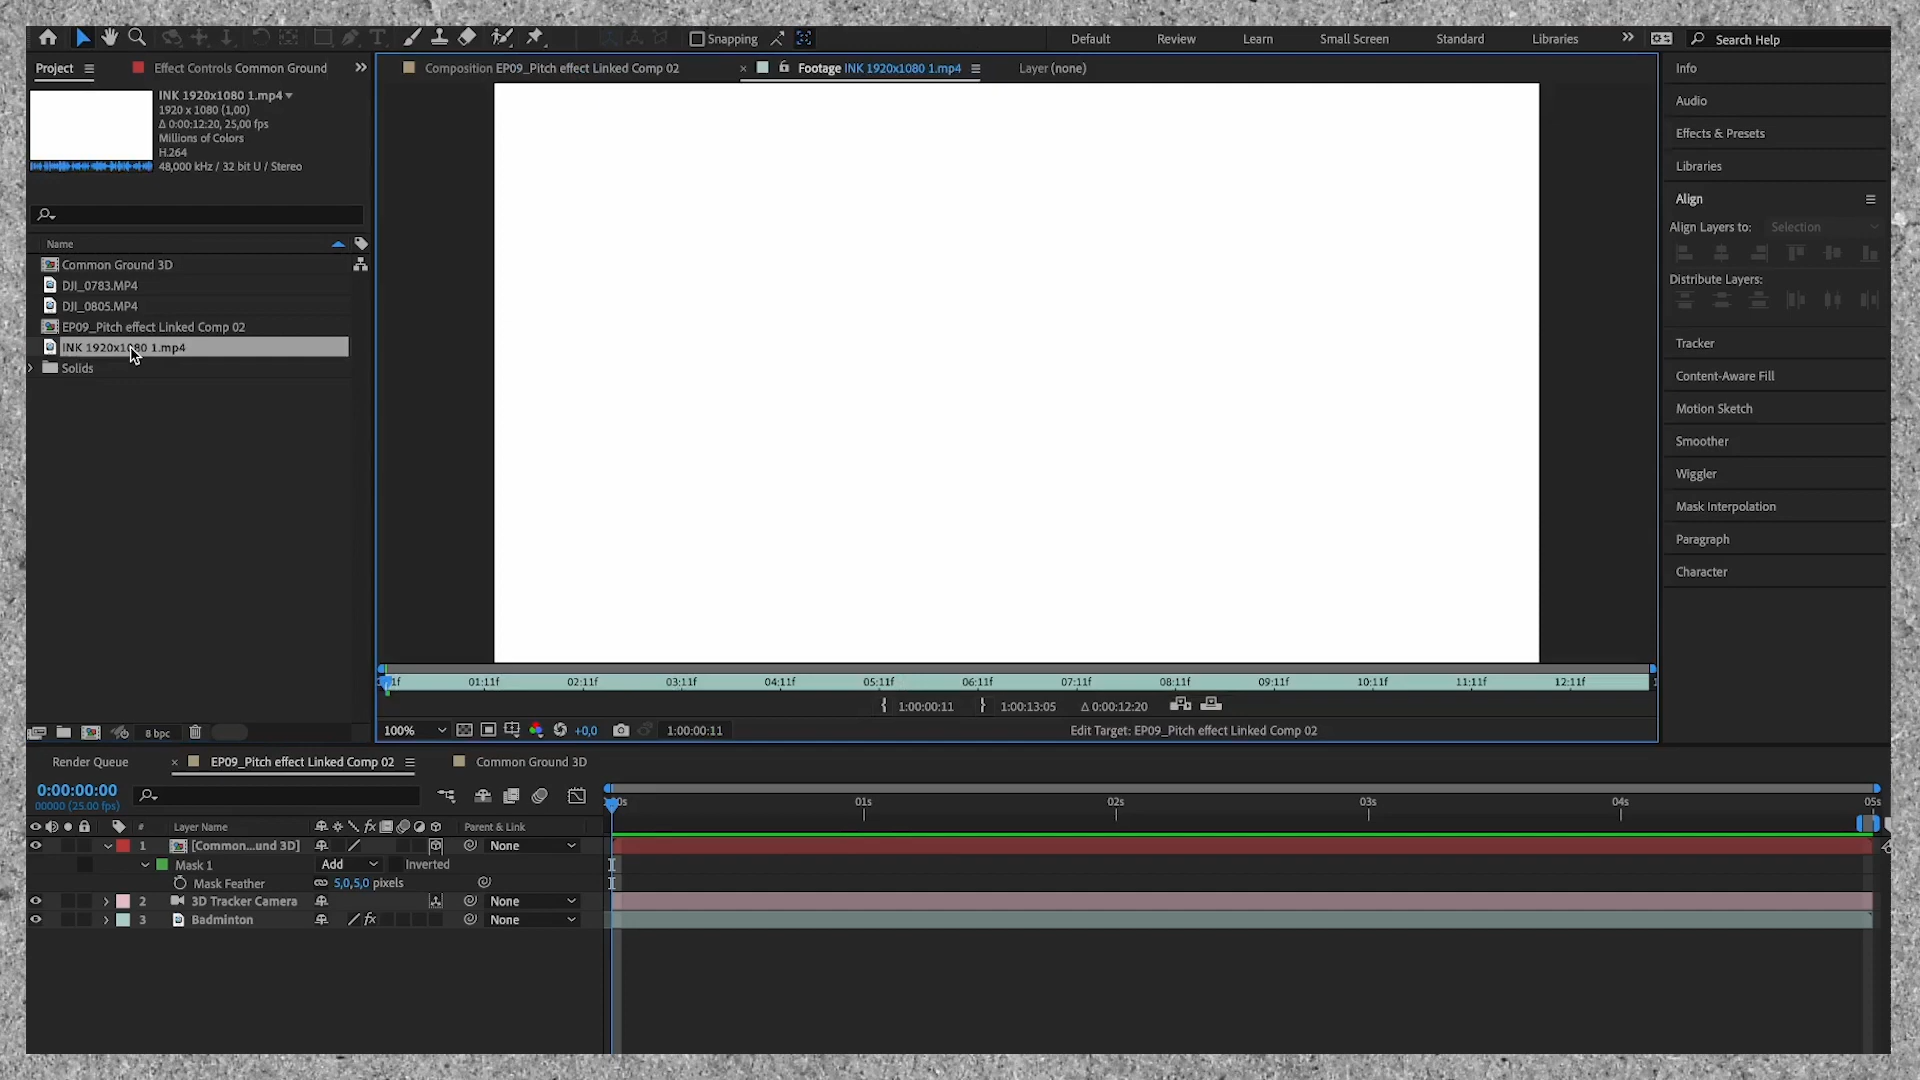 Snapping
Default
Review
Learn
Small Screen
Standard
Libraries
Search Help
Project
Effect Controls Common Ground
Composition EP09_Pitch effect Linked Comp 02
Footage INK 1920x1080 1.mp4
Layer (none)
INK 1920x1080 1.mp4
1920 x 1080 (1,00)
Δ 0:00:12:20, 25,00 fps
Millions of Colors
H.264
48,000 kHz / 32 bit U / Stereo
Name
Common Ground 3D
DJI_0783.MP4
DJI_0805.MP4
EP09_Pitch effect Linked Comp 02
INK 1920x1080 1.mp4
Solids
8 bpc
01:11f 02:11f 03:11f 04:11f 05:11f 06:11f 07:11f 08:11f 09:11f 10:11f 11:11f 12:11f
{ 1:00:00:11 } 1:00:13:05 Δ 0:00:12:20
100%
+0,0
1:00:00:11
Edit Target: EP09_Pitch effect Linked Comp 02
Info
Audio
Effects & Presets
Libraries
Align
Align Layers to: Selection
Distribute Layers:
Tracker
Content-Aware Fill
Motion Sketch
Smoother
Wiggler
Mask Interpolation
Paragraph
Character
Render Queue
EP09_Pitch effect Linked Comp 02
Common Ground 3D
0:00:00:00
00000 (25.00 fps)
01s 02s 03s 04s 05s
# Layer Name Parent & Link
1 [Common...und 3D] None
Mask 1 Add Inverted
Mask Feather 5,0,5,0 pixels
2 3D Tracker Camera None
3 Badminton fx None